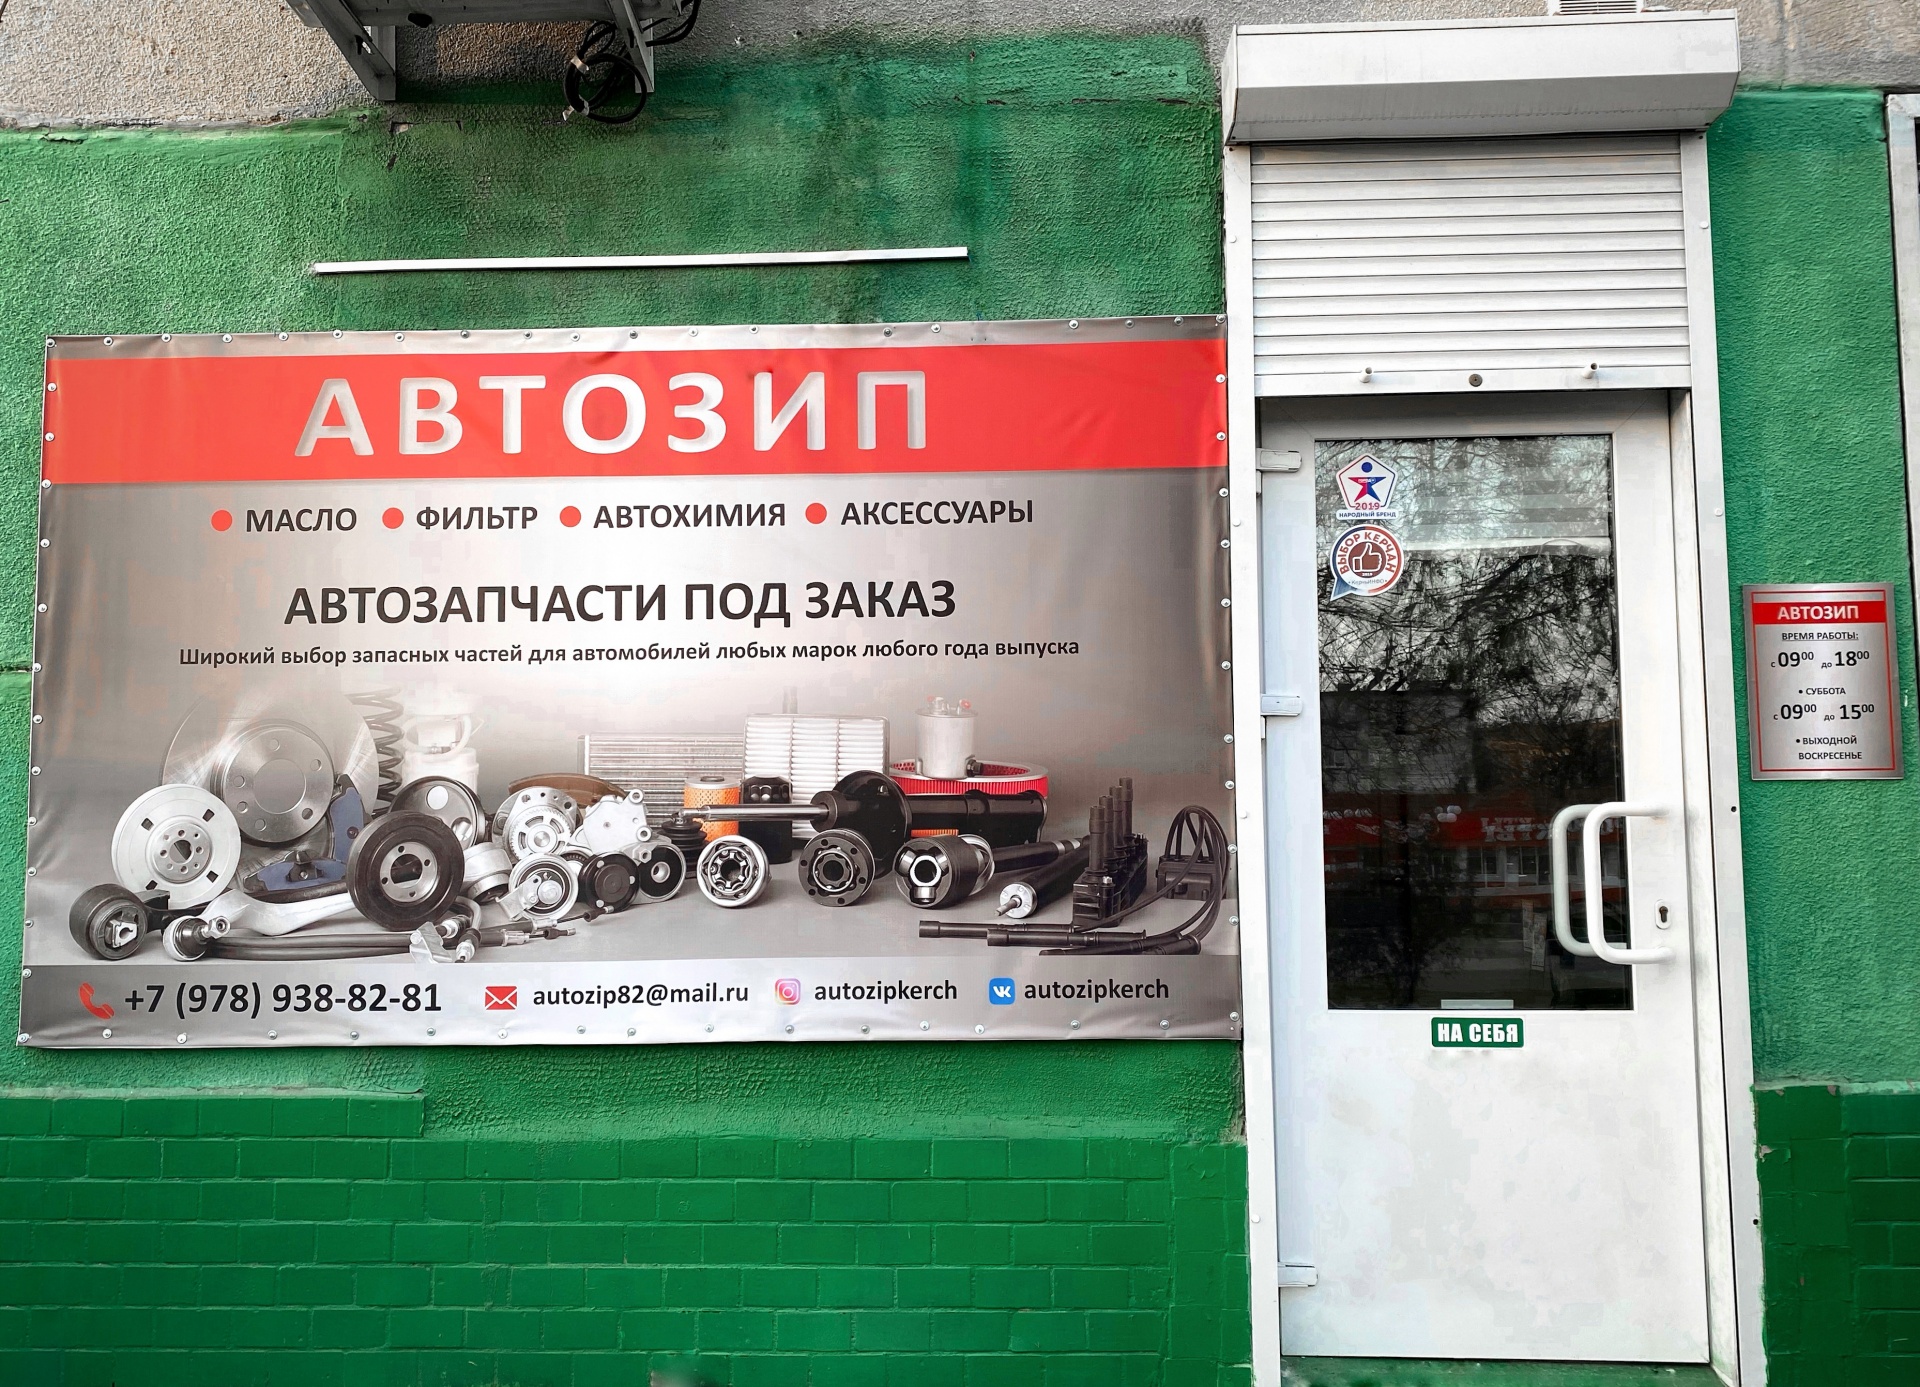 АВТОЗИП
МАСЛО ФИЛЬТР АВТОХИМИЯ АКСЕССУАРЫ
АВТОЗАПЧАСТИ ПОД ЗАКАЗ
Широкий выбор запасных частей для автомобилей любых марок любого года выпуска
+7 (978) 938-82-81 autozip82@mail.ru autozipkerch autozipkerch
2019
НАРОДНЫЙ БРЕНД
ВЫБОР КЕРЧАН
НА СЕБЯ
АВТОЗИП
ВРЕМЯ РАБОТЫ:
с 09⁰⁰ до 18⁰⁰
• СУББОТА
с 09⁰⁰ до 15⁰⁰
• ВЫХОДНОЙ
ВОСКРЕСЕНЬЕ